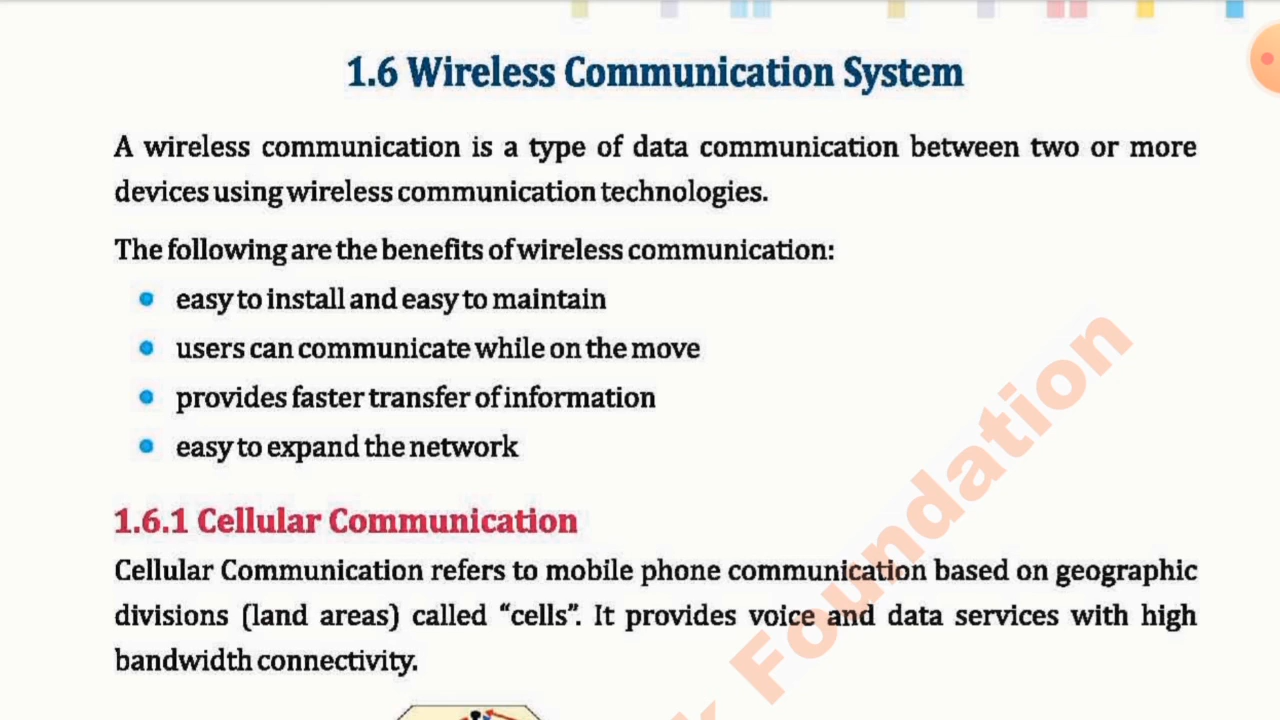 1.6 Wireless Communication System
A wireless communication is a type of data communication between two or more
devices using wireless communication technologies.
The following are the benefits of wireless communication:
easy to install and easy to maintain
users can communicate while on the move
provides faster transfer of information
easy to expand the network
1.6.1 Cellular Communication
Cellular Communication refers to mobile phone communication based on geographic
divisions (land areas) called “cells”. It provides voice and data services with high
bandwidth connectivity.
k Foundation